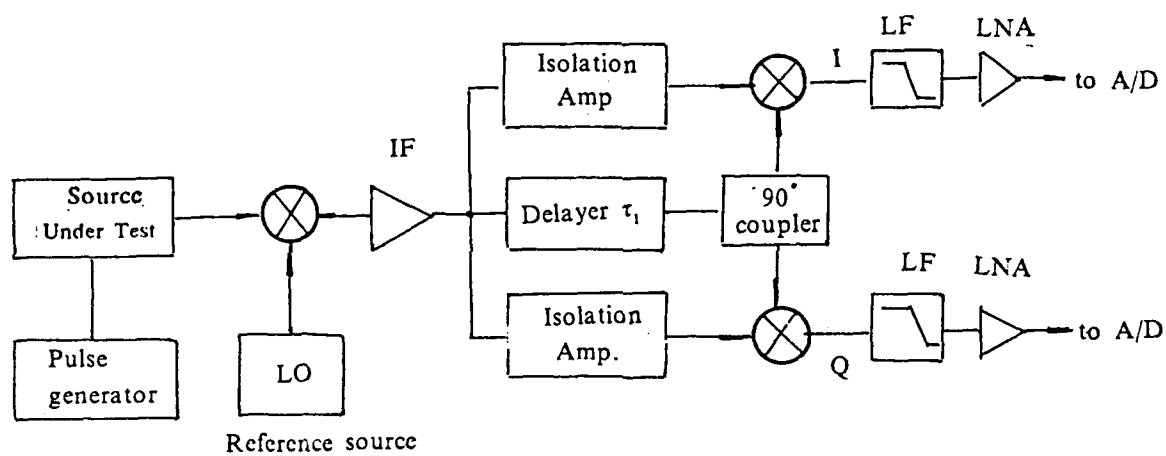 LF
LNA
Isolation
Amp
I
to A/D
IF
Source
Under Test
Delayer τ₁
90°
coupler
LF
LNA
Pulse
generator
LO
Isolation
Amp.
Q
to A/D
Reference source